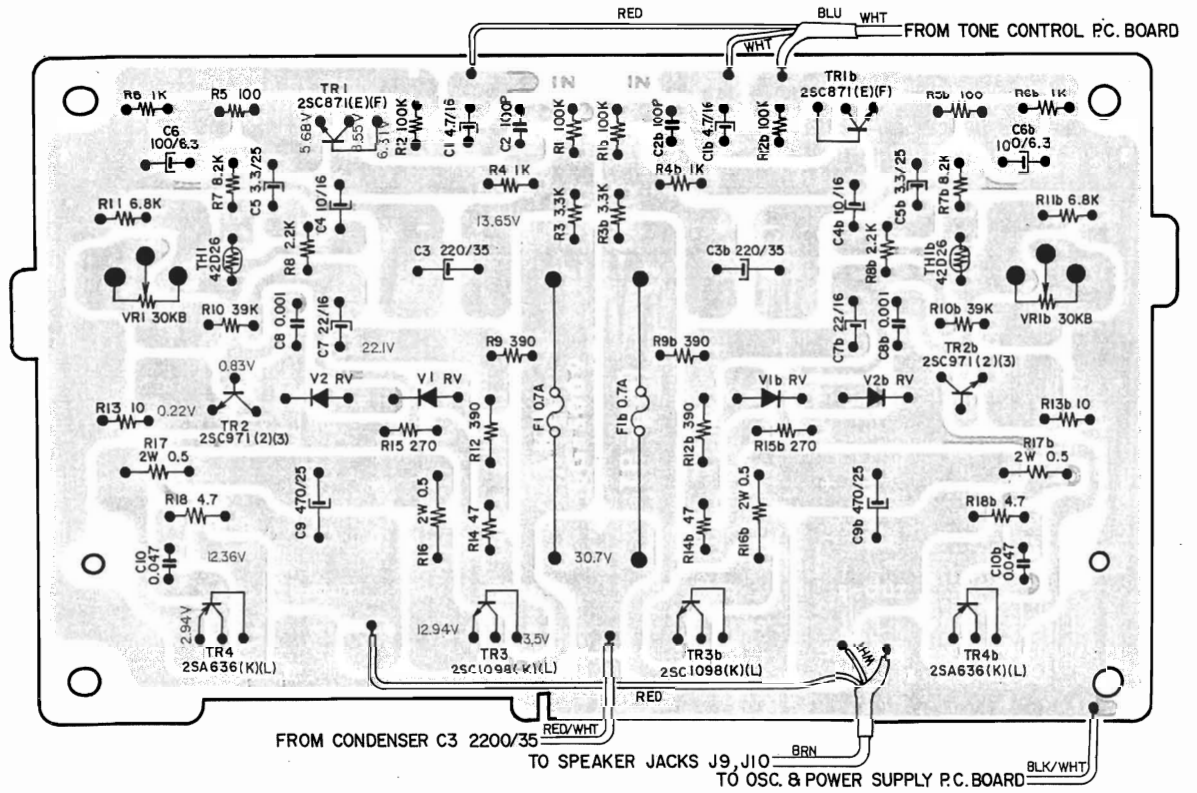 RED
BLU
WHT
FROM TONE CONTROL P.C. BOARD
WHT
IN
IN
R6 1K
R5 100
TR1
2SC871(E)(F)
5.68V
8.55V
6.31V
R12 100K
C1 4.7/16
C2 100P
R1 100K
R1b 100K
C2b 100P
C1b 4.7/16
R12b 100K
TR1b
2SC871(E)(F)
R5b 100
R6b 1K
C6
100/6.3
C6b
100/6.3
R7 8.2K
C5 3.3/25
R4 1K
R4b 1K
C5b 3.3/25
R7b 8.2K
R11 6.8K
C4 10/16
13.65V
R3 3.3K
R3b 3.3K
C4b 10/16
R11b 6.8K
TH1
42D26
R8 2.2K
C3 220/35
C3b 220/35
R8b 2.2K
TH1b
42D26
VR1 30KB
R10 39K
C8 0.001
C7 22/16
22.1V
C7b 22/16
C8b 0.001
R10b 39K
VR1b 30KB
R9 390
R9b 390
TR2b
2SC971(2)(3)
0.83V
V2 RV
V1 RV
F1 0.7A
F1b 0.7A
V1b RV
V2b RV
R13 10
0.22V
TR2
2SC971(2)(3)
R15 270
R12 390
R12b 390
R15b 270
R13b 10
R17
2W 0.5
R17b
2W 0.5
R18 4.7
C9 470/25
R16 2W 0.5
R14 47
R14b 47
R16b 2W 0.5
C9b 470/25
R18b 4.7
C10
0.047
12.36V
30.7V
C10b
0.047
2.94V
12.94V
3.5V
TR4
2SA636(K)(L)
TR3
2SC1098(K)(L)
TR3b
2SC1098(K)(L)
WHT
TR4b
2SA636(K)(L)
RED
RED/WHT
FROM CONDENSER C3 2200/35
BRN
TO SPEAKER JACKS J9,J10
BLK/WHT
TO OSC. & POWER SUPPLY P.C. BOARD